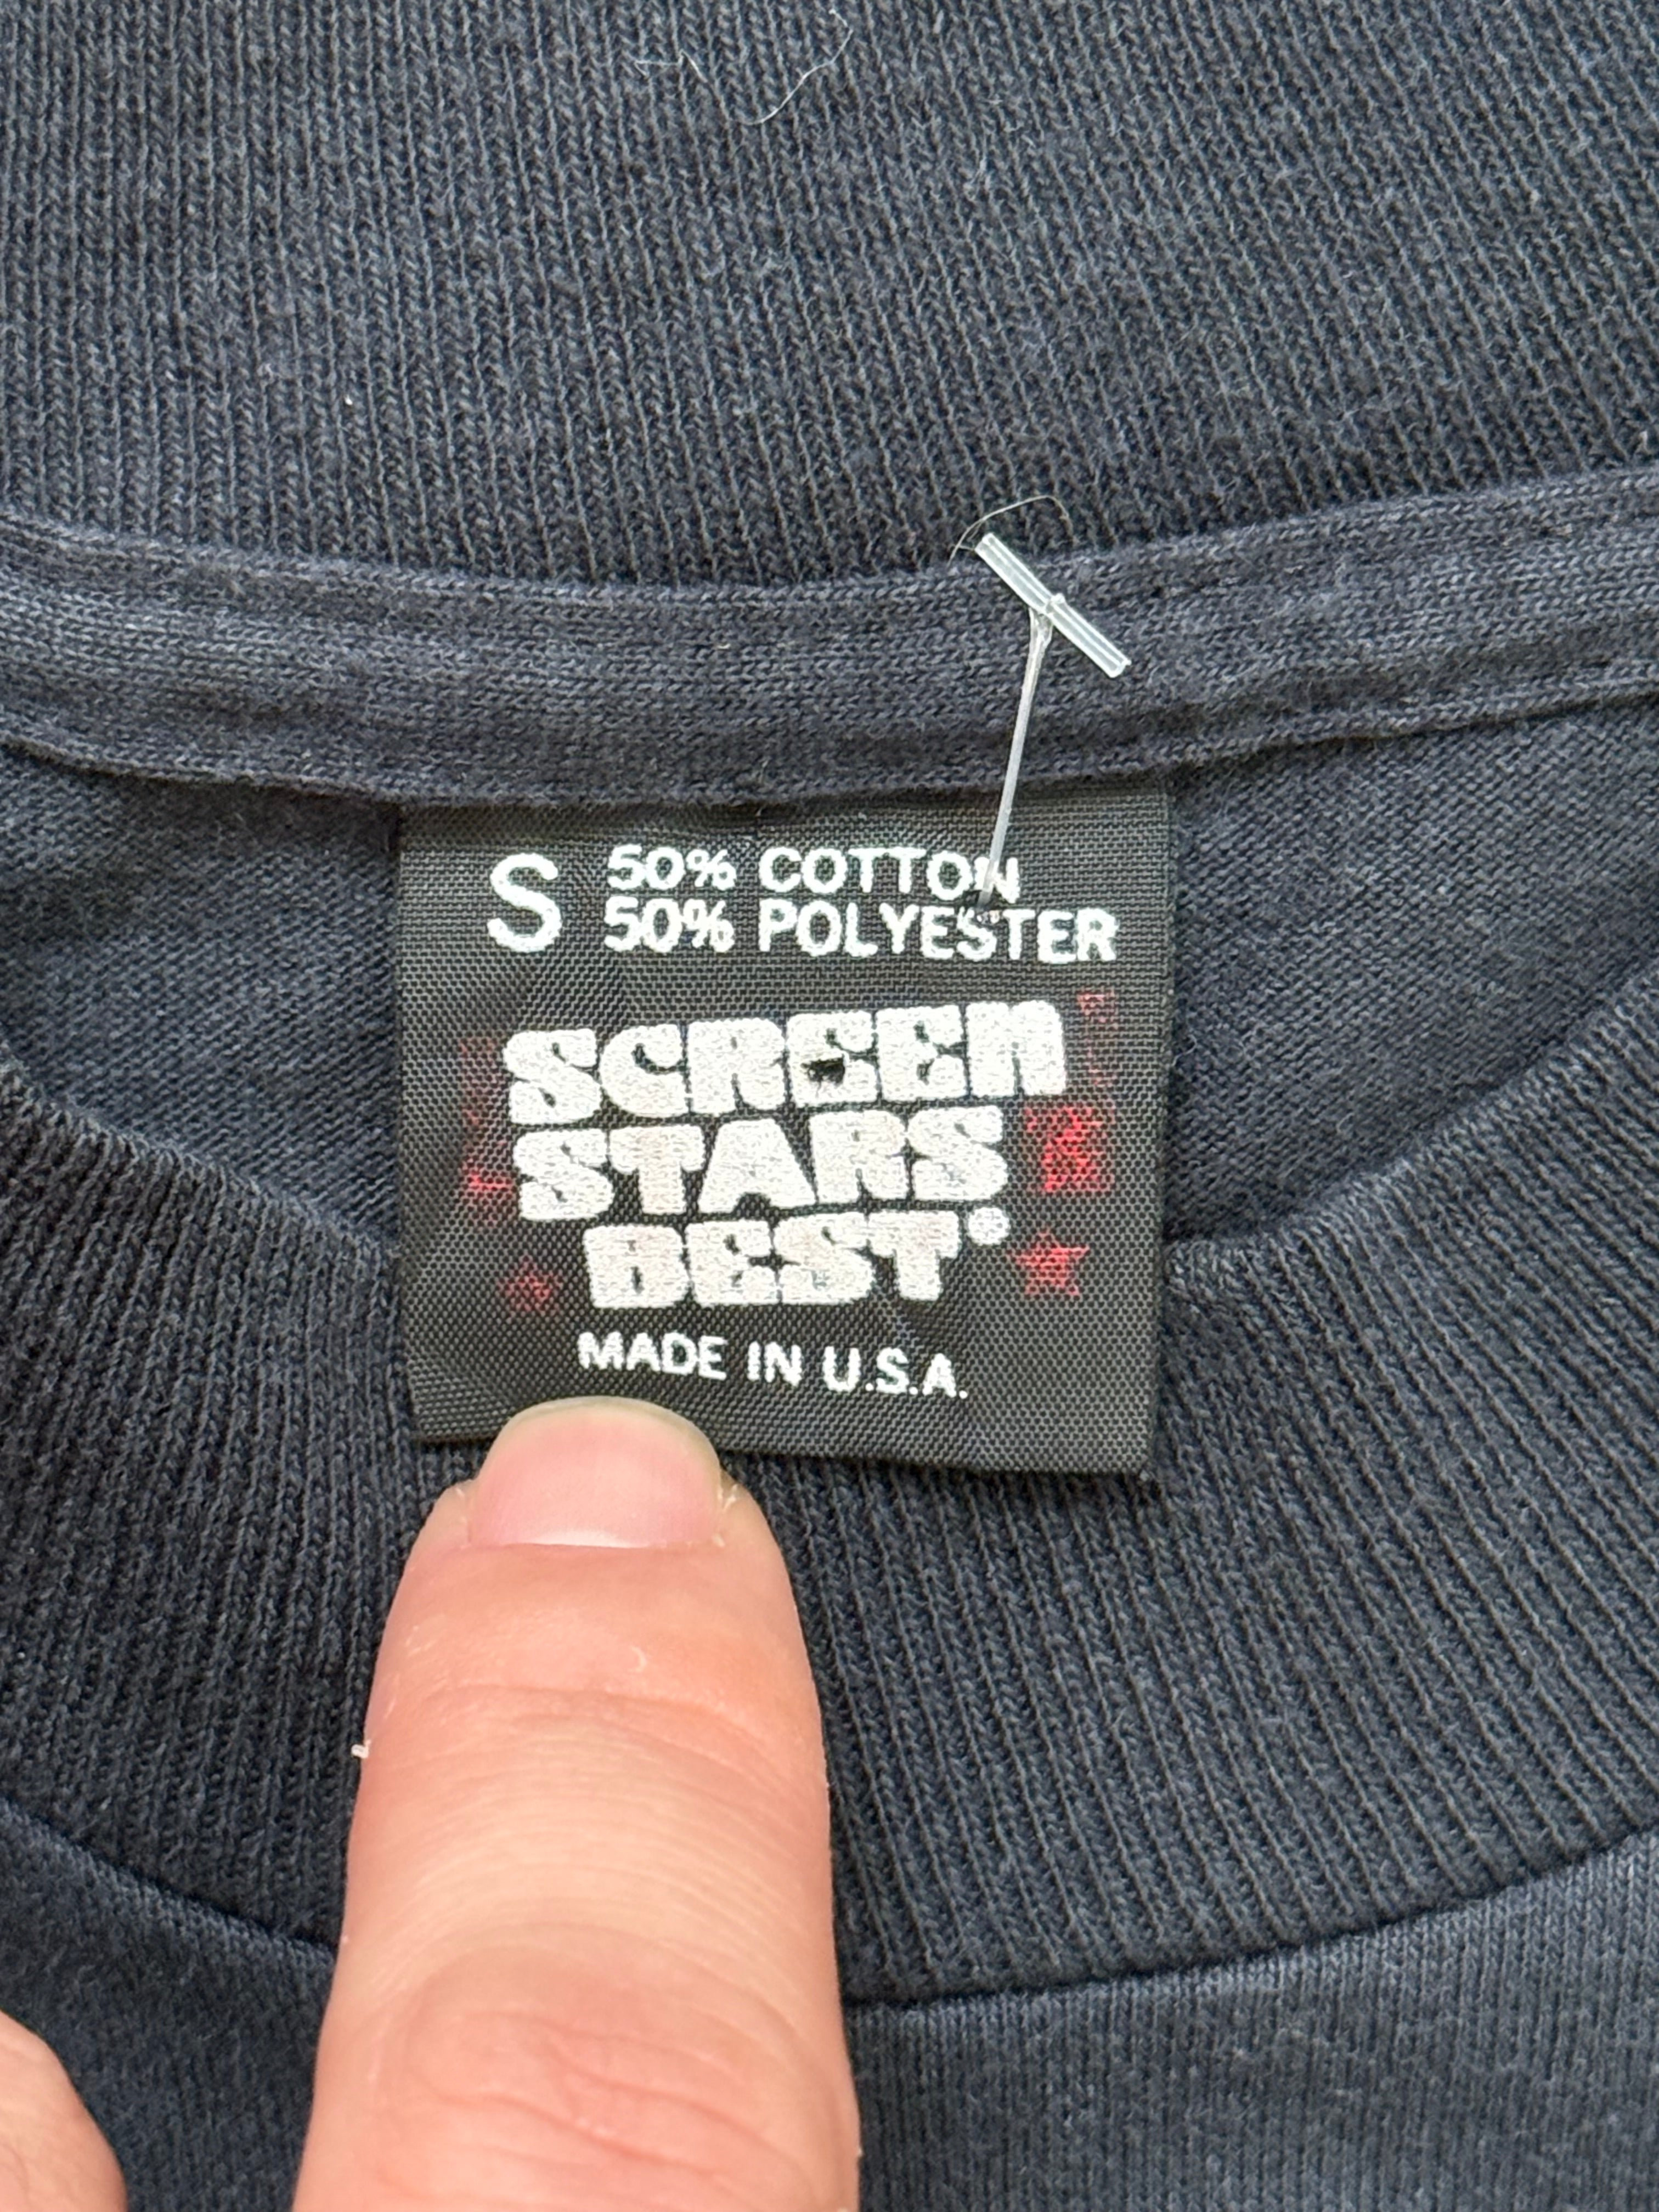 S 50% COTTON
50% POLYESTER
SCREEN
STARS
BEST®
MADE IN U.S.A.